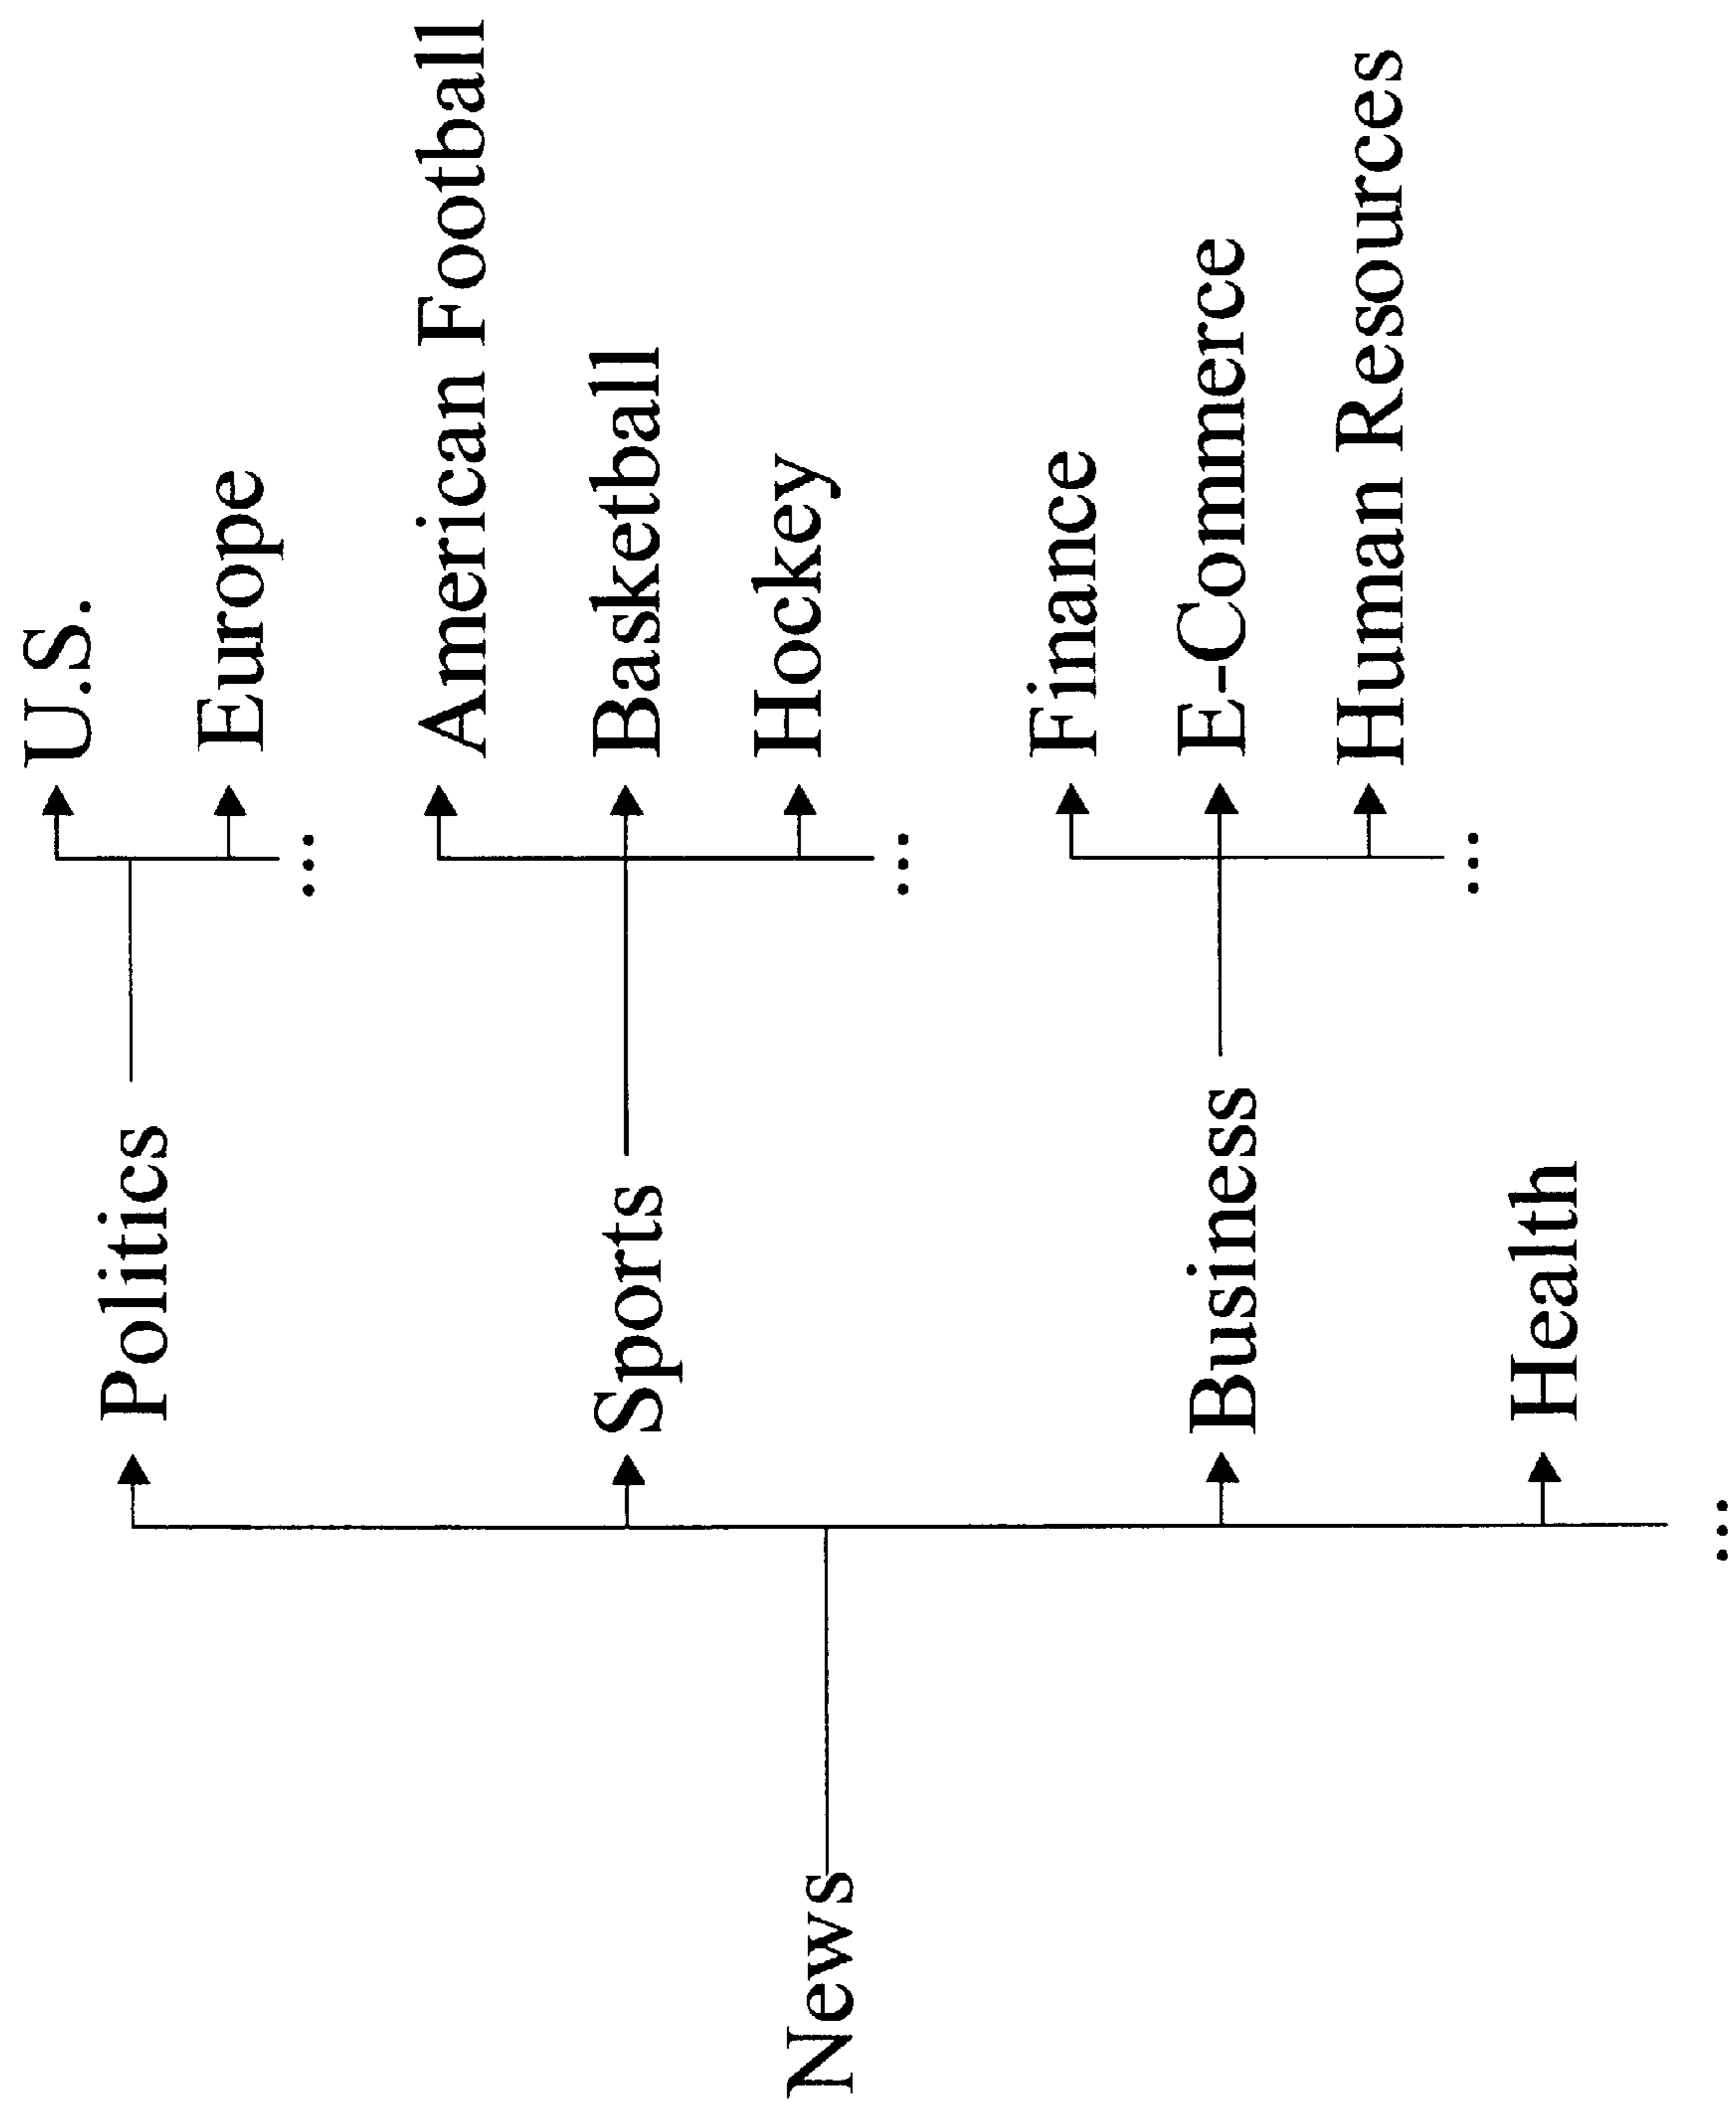 News
Politics
U.S.
Europe
...
Sports
American Football
Basketball
Hockey
...
Business
Finance
E-Commerce
Human Resources
...
Health
...